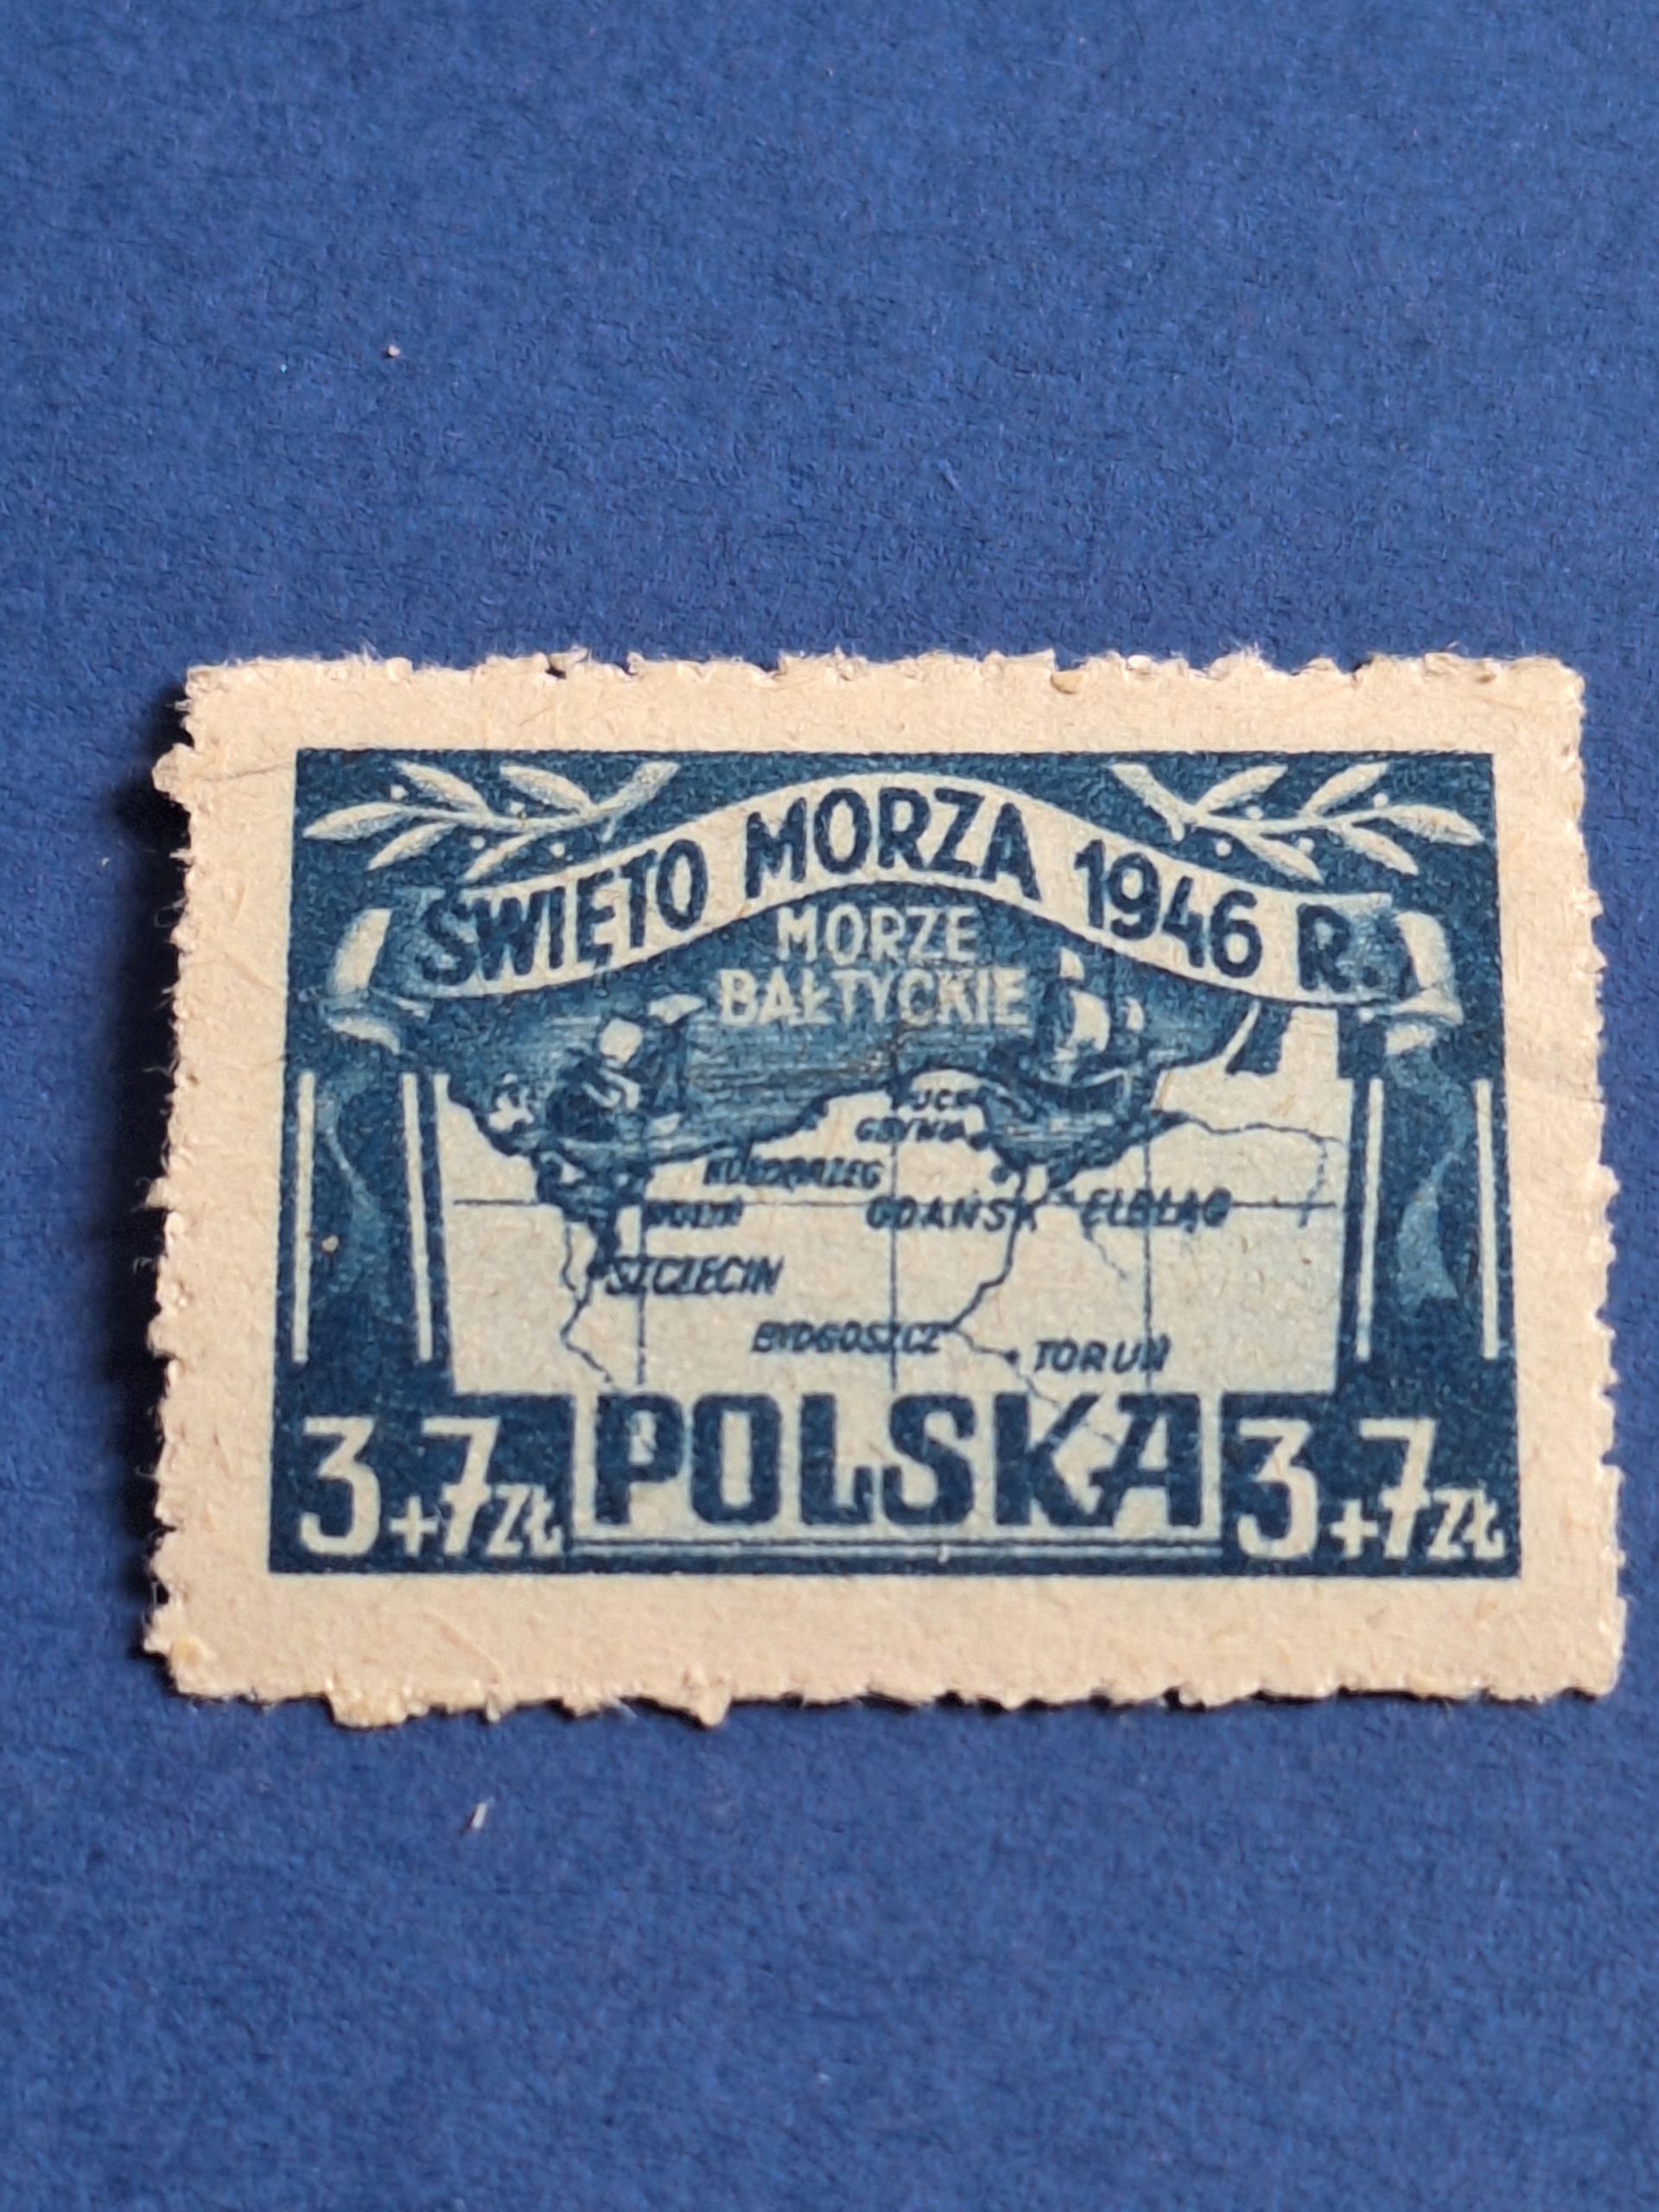 ŚWIĘTO MORZA 1946 R.
MORZE
BAŁTYCKIE
GDYNIA
KOŁOBRZEG
GDAŃSK ELBLĄG
SZCZECIN
BYDGOSZCZ
TORUŃ
3+7 ZŁ POLSKA 3+7 ZŁ